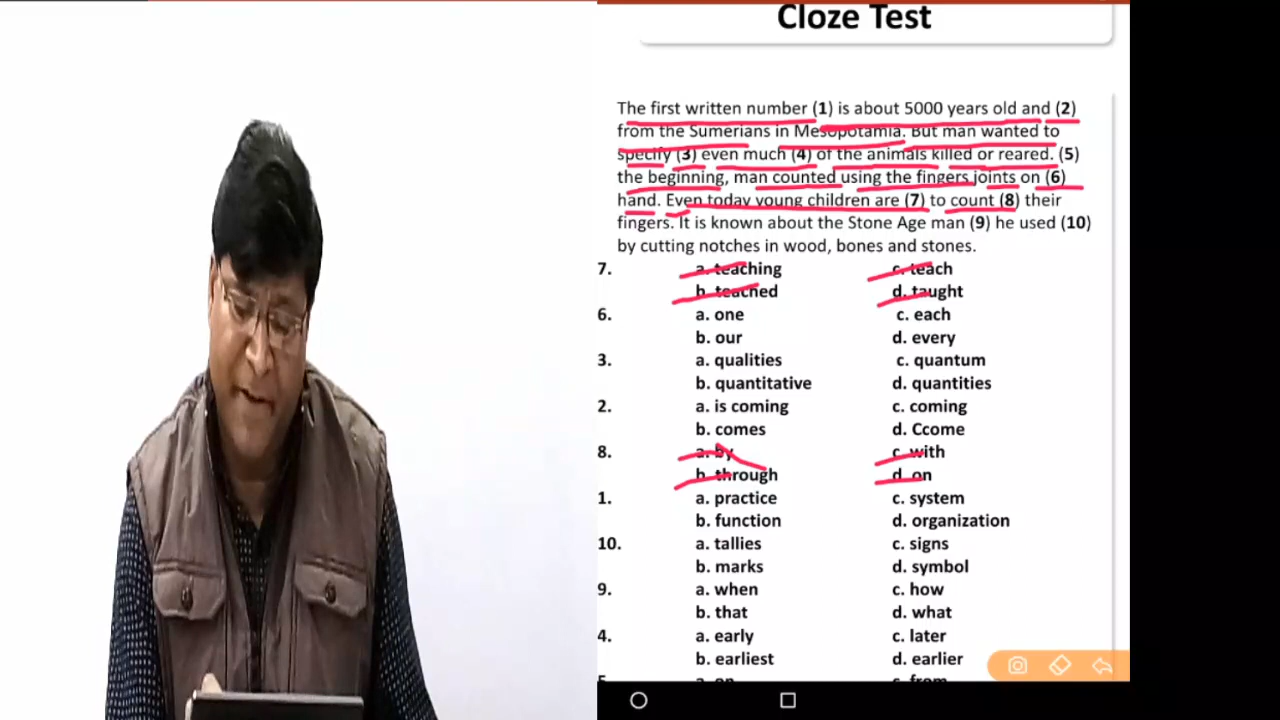 Cloze Test
The first written number (1) is about 5000 years old and (2)
from the Sumerians in Mesopotamia. But man wanted to
specify (3) even much (4) of the animals killed or reared. (5)
the beginning, man counted using the fingers joints on (6)
hand. Even today young children are (7) to count (8) their
fingers. It is known about the Stone Age man (9) he used (10)
by cutting notches in wood, bones and stones.
7. a. teaching c. teach
b. teached d. taught
6. a. one c. each
b. our d. every
3. a. qualities c. quantum
b. quantitative d. quantities
2. a. is coming c. coming
b. comes d. Ccome
8. a. by c. with
b. through d. on
1. a. practice c. system
b. function d. organization
10. a. tallies c. signs
b. marks d. symbol
9. a. when c. how
b. that d. what
4. a. early c. later
b. earliest d. earlier
5. a. on c. from